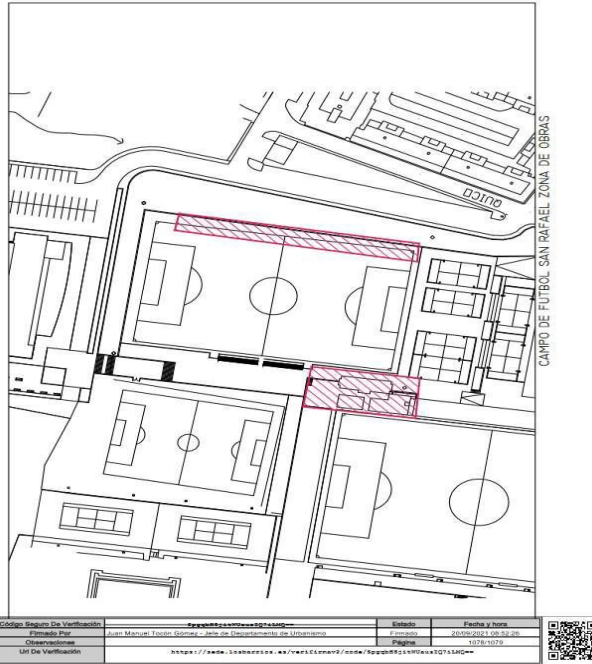 QUICO
CAMPO DE FUTBOL SAN RAFAEL ZONA DE OBRAS
Código Seguro De Verificación
Estado
Fecha y hora
Firmado Por
Juan Manuel Tocón Gómez - Jefe de Departamento de Urbanismo
Firmado
20/09/2021 08:52:26
Observaciones
Página
1078/1079
Url De Verificación